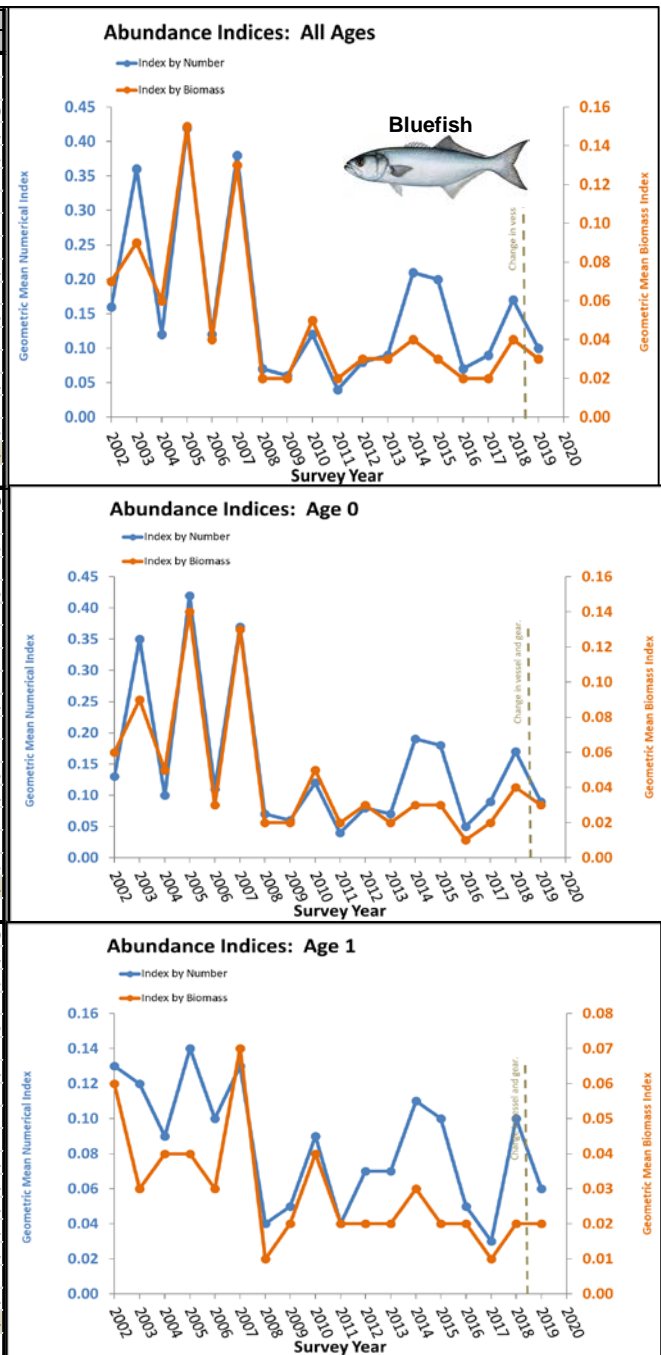 Abundance Indices: All Ages
Index by Number
Index by Biomass
Bluefish
Geometric Mean Numerical Index
0.45
0.40
0.35
0.30
0.25
0.20
0.15
0.10
0.05
0.00
0.16
0.14
0.12
0.10
0.08
0.06
0.04
0.02
0.00
Geometric Mean Biomass Index
Change in vess
2002 2003 2004 2005 2006 2007 2008 2009 2010 2011 2012 2013 2014 2015 2016 2017 2018 2019 2020
Survey Year
Abundance Indices: Age 0
Index by Number
Index by Biomass
Geometric Mean Numerical Index
0.45
0.40
0.35
0.30
0.25
0.20
0.15
0.10
0.05
0.00
0.16
0.14
0.12
0.10
0.08
0.06
0.04
0.02
0.00
Geometric Mean Biomass Index
Change in vessel and gear.
2002 2003 2004 2005 2006 2007 2008 2009 2010 2011 2012 2013 2014 2015 2016 2017 2018 2019 2020
Survey Year
Abundance Indices: Age 1
Index by Number
Index by Biomass
Geometric Mean Numerical Index
0.16
0.14
0.12
0.10
0.08
0.06
0.04
0.02
0.00
0.08
0.07
0.06
0.05
0.04
0.03
0.02
0.01
0.00
Geometric Mean Biomass Index
Change vessel and gear.
2002 2003 2004 2005 2006 2007 2008 2009 2010 2011 2012 2013 2014 2015 2016 2017 2018 2019 2020
Survey Year